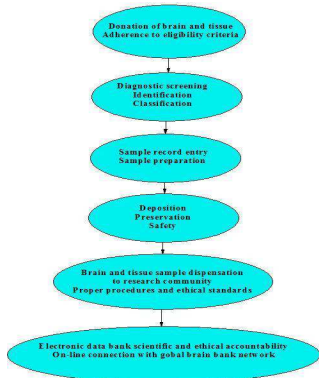 Donation of brain and tissue
Adherence to eligibility criteria
Diagnostic screening
Identification
Classification
Sample record entry
Sample preparation
Deposition
Preservation
Safety
Brain and tissue sample dispensation
to research community
Proper procedures and ethical standards
Electronic data bank scientific and ethical accountability
On-line connection with gobal brain bank network